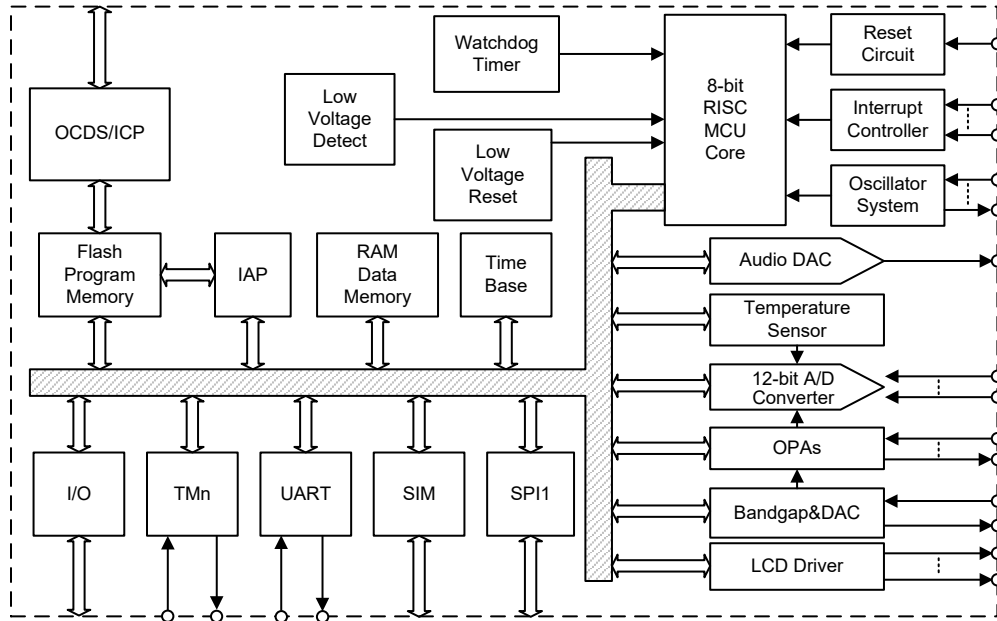 Watchdog
Timer
Low
Voltage
Detect
Low
Voltage
Reset
8-bit
RISC
MCU
Core
Reset
Circuit
Interrupt
Controller
Oscillator
System
OCDS/ICP
Flash
Program
Memory
IAP
RAM
Data
Memory
Time
Base
Audio DAC
Temperature
Sensor
12-bit A/D
Converter
OPAs
Bandgap&DAC
LCD Driver
I/O
TMn
UART
SIM
SPI1